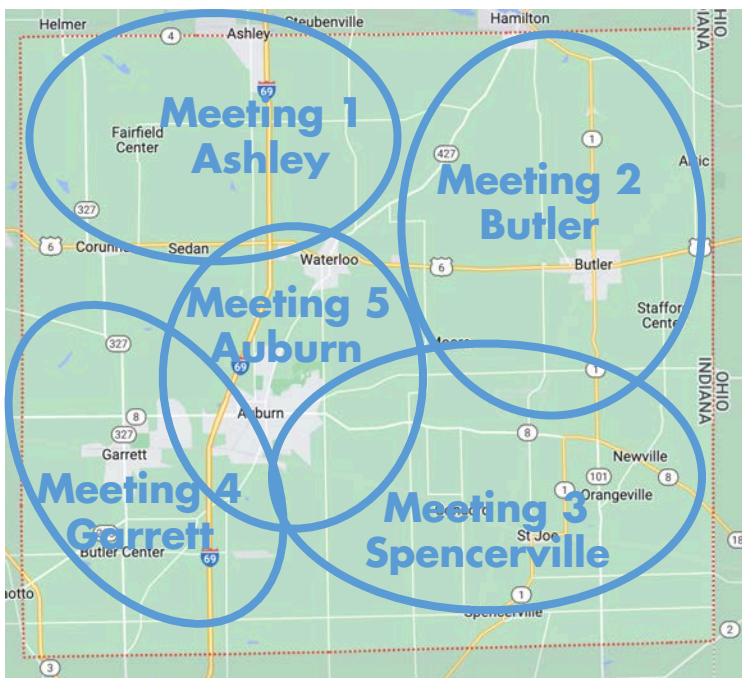 Helmer
4
Ashley
Steubenville
Hamilton
OHIO
INDIANA
69
Meeting 1
Ashley
Fairfield
Center
1
427
Meeting 2
Butler
327
6
Corunna
Sedan
Waterloo
6
Butler
Meeting 5
Auburn
Stafford
Center
327
69
1
OHIO
INDIANA
8
327
Auburn
Garrett
8
Newville
8
101
1
Orangeville
Meeting 4
Garrett
Meeting 3
Spencerville
St Joe
Butler Center
69
18
1
Spencerville
2
3